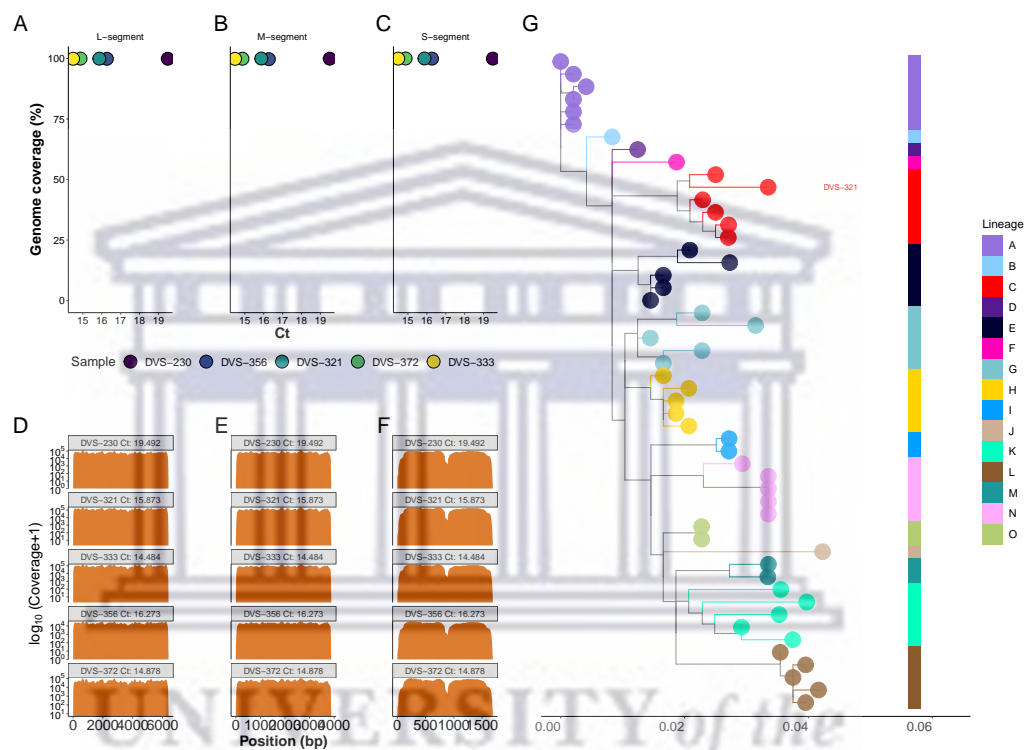 A
B
C
G
L−segment
M−segment
S−segment
Genome coverage (%)
100
75
50
25
0
15 16 17 18 19
15 16 17 18 19
15 16 17 18 19
Ct
Sample DVS−230 DVS−356 DVS−321 DVS−372 DVS−333
DVS−321
Lineage
A
B
C
D
E
F
G
H
I
J
K
L
M
N
O
D
E
F
log10 (Coverage+1)
DVS−230 Ct: 19.492
DVS−230 Ct: 19.492
DVS−230 Ct: 19.492
DVS−321 Ct: 15.873
DVS−321 Ct: 15.873
DVS−321 Ct: 15.873
DVS−333 Ct: 14.484
DVS−333 Ct: 14.484
DVS−333 Ct: 14.484
DVS−356 Ct: 16.273
DVS−356 Ct: 16.273
DVS−356 Ct: 16.273
DVS−372 Ct: 14.878
DVS−372 Ct: 14.878
DVS−372 Ct: 14.878
0 2000 4000 6000
0 1000 2000 3000 4000
0 500 1000 1500
Position (bp)
0.00 0.02 0.04 0.06
UNIVERSITY of the